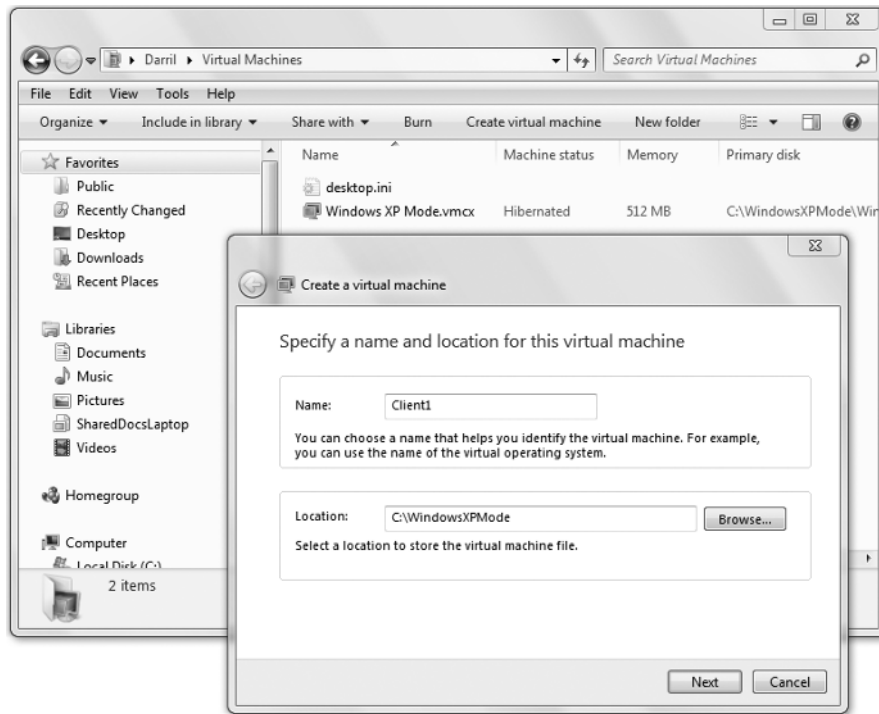 Darril ▸ Virtual Machines
Search Virtual Machines
File Edit View Tools Help
Organize Include in library Share with Burn Create virtual machine New folder
Favorites
Public
Recently Changed
Desktop
Downloads
Recent Places
Libraries
Documents
Music
Pictures
SharedDocsLaptop
Videos
Homegroup
Computer
Local Disk (C:)
2 items
Name Machine status Memory Primary disk
desktop.ini
Windows XP Mode.vmcx Hibernated 512 MB C:\WindowsXPMode\Wir
Create a virtual machine
Specify a name and location for this virtual machine
Name: Client1
You can choose a name that helps you identify the virtual machine. For example,
you can use the name of the virtual operating system.
Location: C:\WindowsXPMode Browse...
Select a location to store the virtual machine file.
Next Cancel